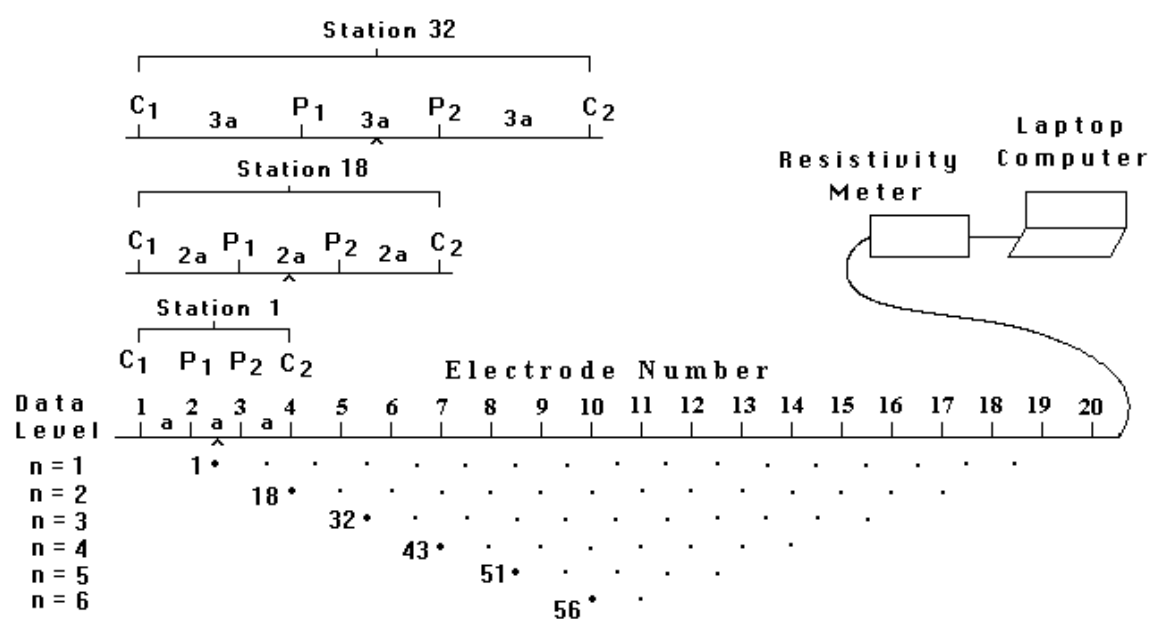 Station 32
C1 3a P1 3a P2 3a C2
Station 18
C1 2a P1 2a P2 2a C2
Station 1
C1 P1 P2 C2
Resistivity
Meter
Laptop
Computer
Electrode Number
Data
Level
1 2 3 4 5 6 7 8 9 10 11 12 13 14 15 16 17 18 19 20
a a a
n = 1 1
n = 2 18
n = 3 32
n = 4 43
n = 5 51
n = 6 56